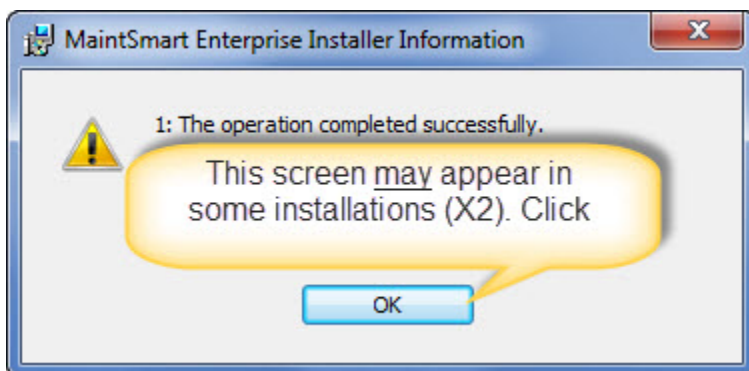 MaintSmart Enterprise Installer Information
1: The operation completed successfully.
This screen may appear in
some installations (X2). Click
OK